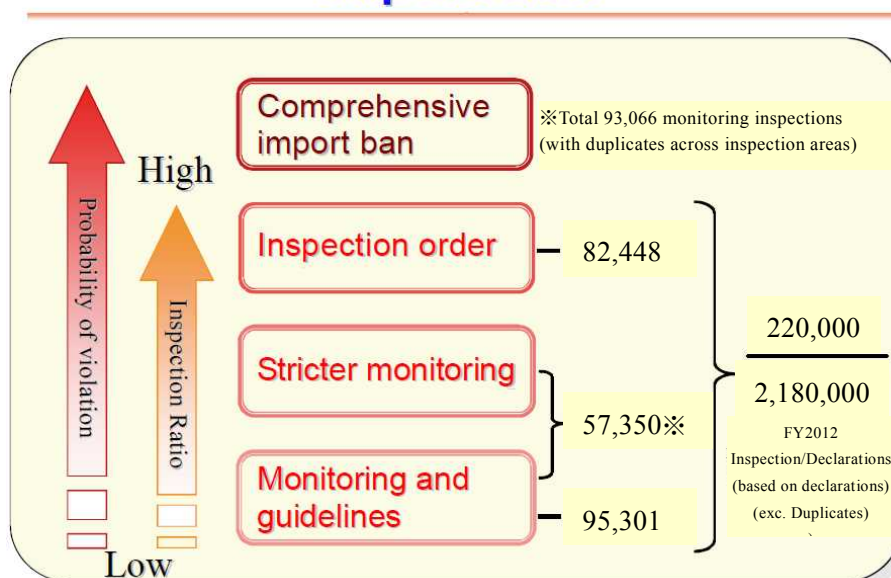 Comprehensive
import ban
※Total 93,066 monitoring inspections
(with duplicates across inspection areas)
High
Probability of violation
Inspection Ratio
Inspection order
82,448
Stricter monitoring
57,350※
Monitoring and
guidelines
95,301
220,000
2,180,000
FY2012
Inspection/Declarations
(based on declarations)
(exc. Duplicates)
)
Low